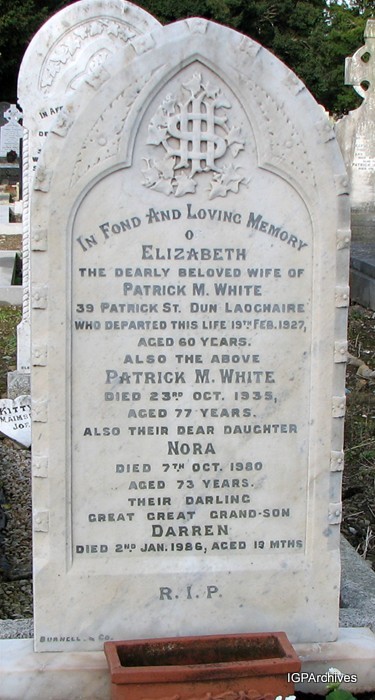 IHS
In Fond And Loving Memory
O
Elizabeth
THE DEARLY BELOVED WIFE OF
Patrick M. White
39 Patrick St. Dun Laoghaire
WHO DEPARTED THIS LIFE 19TH FEB. 1927,
AGED 60 YEARS.
ALSO THE ABOVE
Patrick M. White
DIED 23RD OCT. 1935,
AGED 77 YEARS.
ALSO THEIR DEAR DAUGHTER
Nora
DIED 7TH OCT. 1980
AGED 73 YEARS.
THEIR DARLING
GREAT GREAT GRAND-SON
Darren
DIED 2ND JAN. 1986, AGED 19 MTHS
R.I.P.
KITTY
IGPArchives